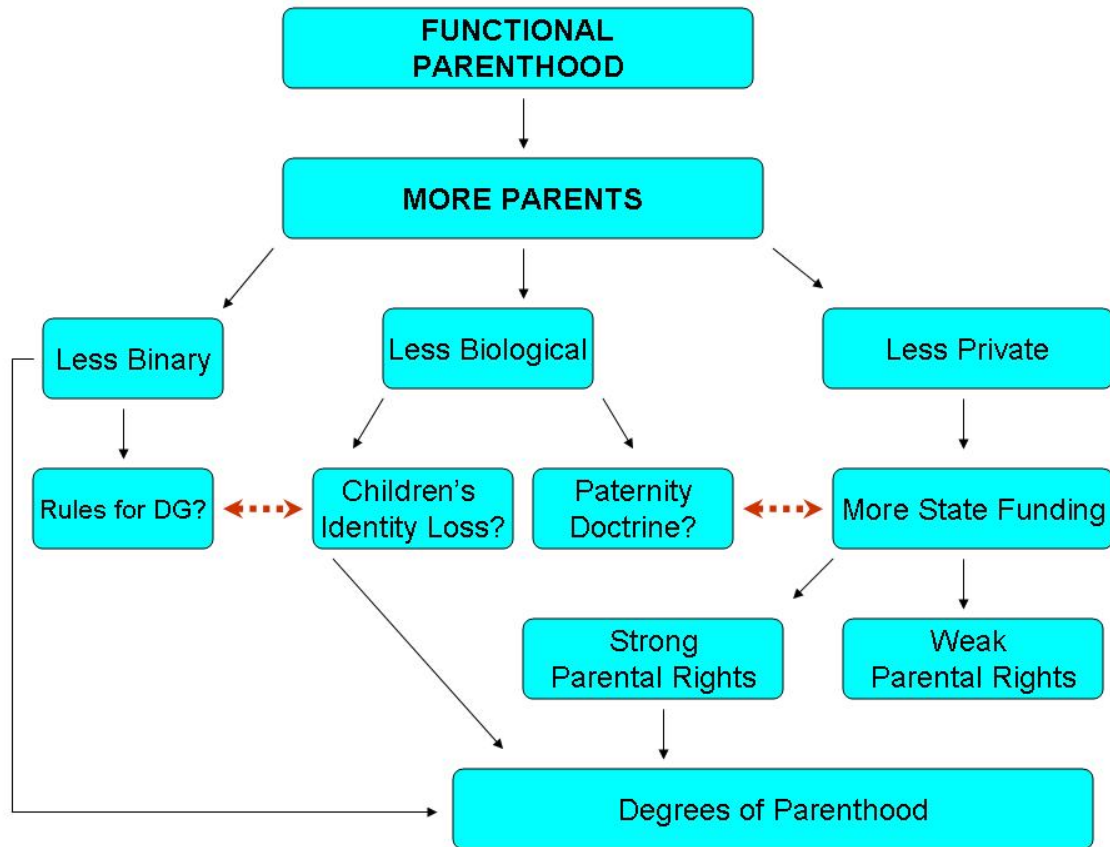 FUNCTIONAL
PARENTHOOD
MORE PARENTS
Less Binary
Less Biological
Less Private
Rules for DG?
Children's
Identity Loss?
Paternity
Doctrine?
More State Funding
Strong
Parental Rights
Weak
Parental Rights
Degrees of Parenthood